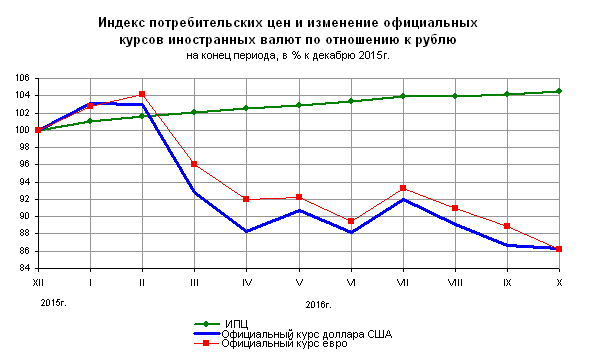 Индекс потребительских цен и изменение официальных
курсов иностранных валют по отношению к рублю
на конец периода, в % к декабрю 2015г.
106
104
102
100
98
96
94
92
90
88
86
84
XII I II III IV V VI VII VIII IX X
2015г. 2016г.
ИПЦ
Официальный курс доллара США
Официальный курс евро